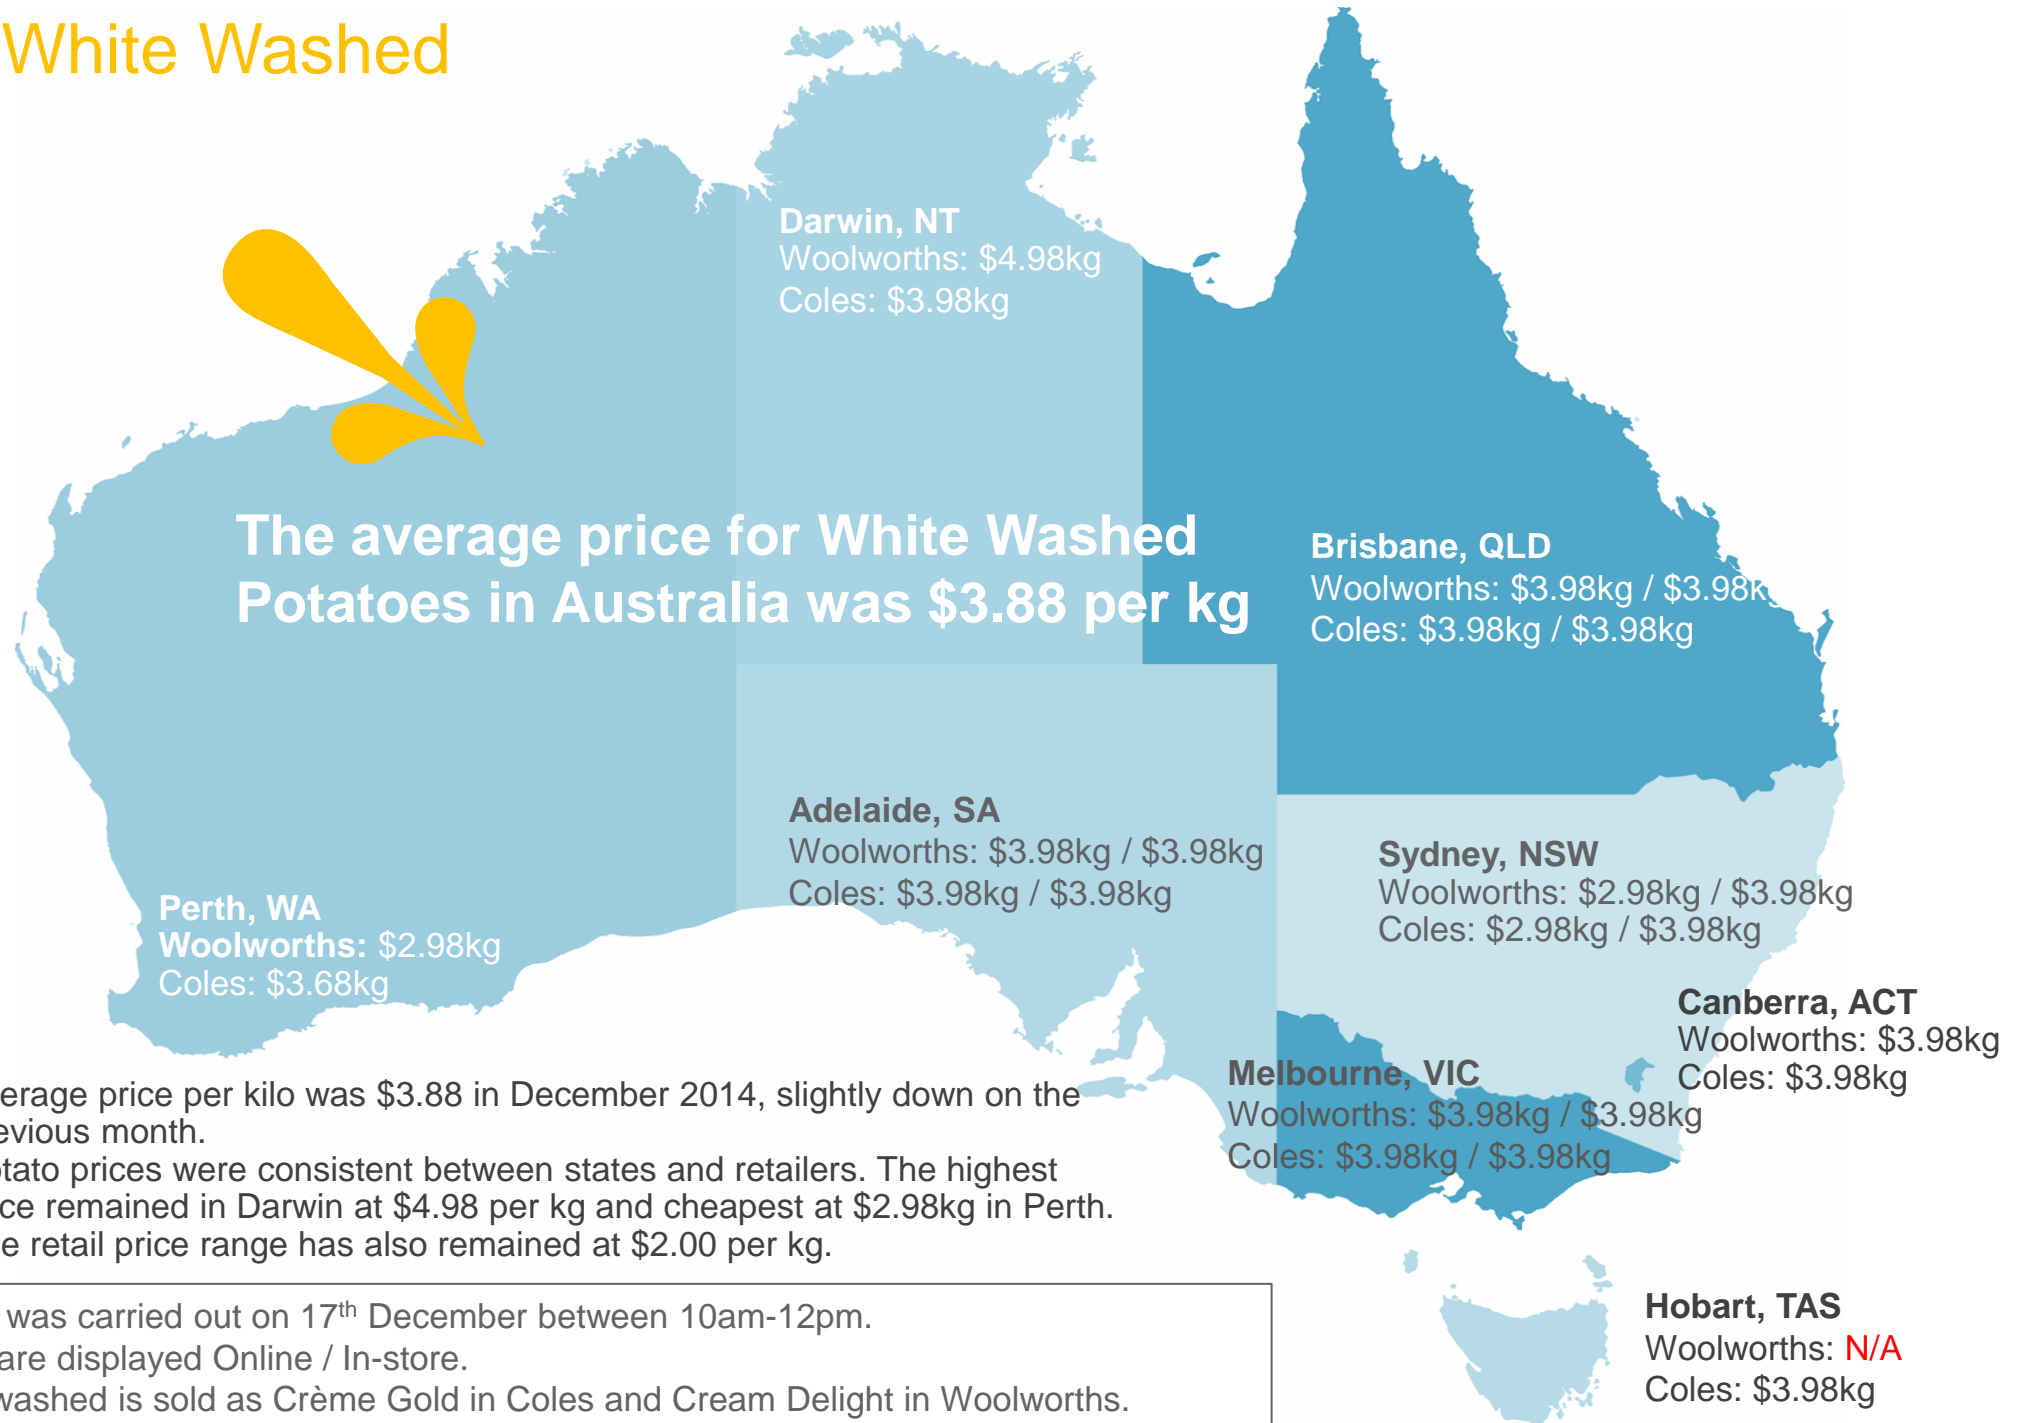 White Washed
Darwin, NT
Woolworths: $4.98kg
Coles: $3.98kg
The average price for White Washed
Potatoes in Australia was $3.88 per kg
Brisbane, QLD
Woolworths: $3.98kg / $3.98kg
Coles: $3.98kg / $3.98kg
Adelaide, SA
Woolworths: $3.98kg / $3.98kg
Coles: $3.98kg / $3.98kg
Sydney, NSW
Woolworths: $2.98kg / $3.98kg
Coles: $2.98kg / $3.98kg
Perth, WA
Woolworths: $2.98kg
Coles: $3.68kg
Canberra, ACT
Woolworths: $3.98kg
Coles: $3.98kg
Melbourne, VIC
Woolworths: $3.98kg / $3.98kg
Coles: $3.98kg / $3.98kg
erage price per kilo was $3.88 in December 2014, slightly down on the
evious month.
otato prices were consistent between states and retailers. The highest
ce remained in Darwin at $4.98 per kg and cheapest at $2.98kg in Perth.
e retail price range has also remained at $2.00 per kg.
was carried out on 17th December between 10am-12pm.
are displayed Online / In-store.
washed is sold as Crème Gold in Coles and Cream Delight in Woolworths.
Hobart, TAS
Woolworths: N/A
Coles: $3.98kg